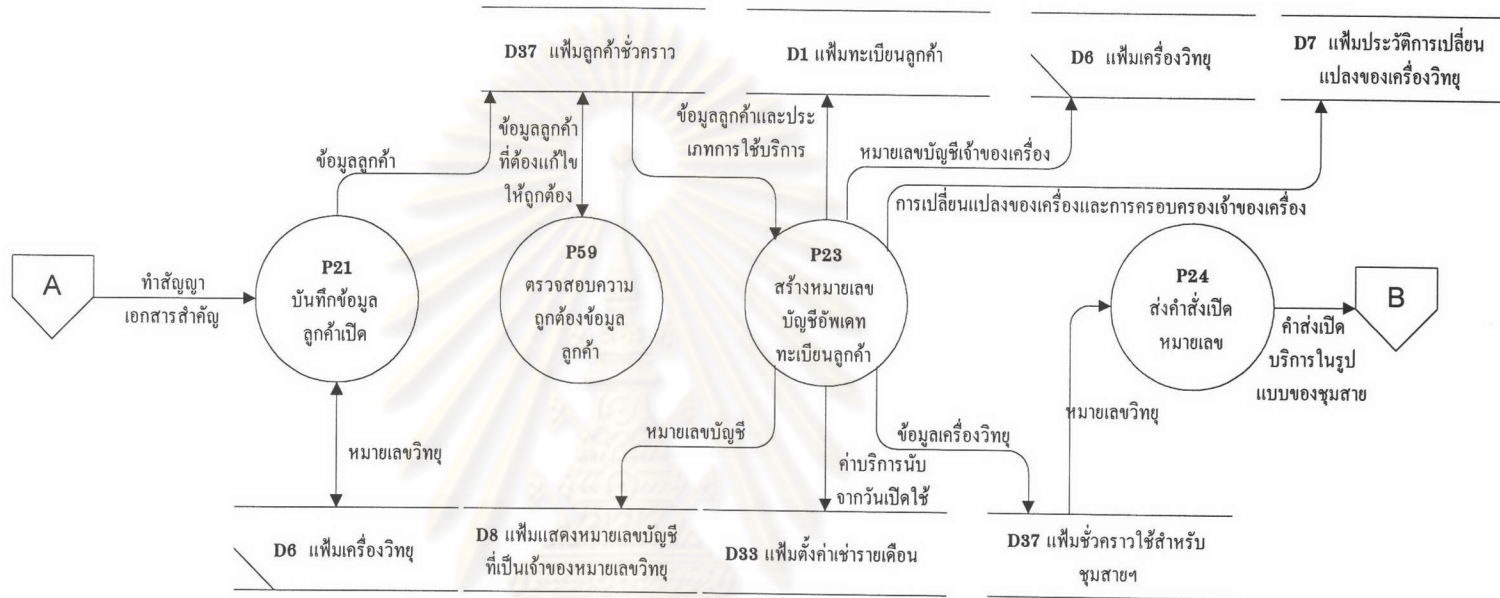 D37 แฟ้มลูกค้าชั่วคราว
D1 แฟ้มทะเบียนลูกค้า
D6 แฟ้มเครื่องวิทยุ
D7 แฟ้มประวัติการเปลี่ยน
แปลงของเครื่องวิทยุ
ข้อมูลลูกค้า
ข้อมูลลูกค้า
ที่ต้องแก้ไข
ให้ถูกต้อง
ข้อมูลลูกค้าและประ
เภทการใช้บริการ
หมายเลขบัญชีเจ้าของเครื่อง
การเปลี่ยนแปลงของเครื่องและการครอบครองเจ้าของเครื่อง
A
ทำสัญญา
เอกสารสำคัญ
P21
บันทึกข้อมูล
ลูกค้าเปิด
P59
ตรวจสอบความ
ถูกต้องข้อมูล
ลูกค้า
P23
สร้างหมายเลข
บัญชีอัพเดท
ทะเบียนลูกค้า
P24
ส่งคำสั่งเปิด
หมายเลข
B
คำส่งเปิด
บริการในรูป
แบบของชุมสาย
หมายเลขวิทยุ
หมายเลขบัญชี
ค่าบริการนับ
จากวันเปิดใช้
ข้อมูลเครื่องวิทยุ
หมายเลขวิทยุ
D6 แฟ้มเครื่องวิทยุ
D8 แฟ้มแสดงหมายเลขบัญชี
ที่เป็นเจ้าของหมายเลขวิทยุ
D33 แฟ้มตั้งค่าเช่ารายเดือน
D37 แฟ้มชั่วคราวใช้สำหรับ
ชุมสายฯ